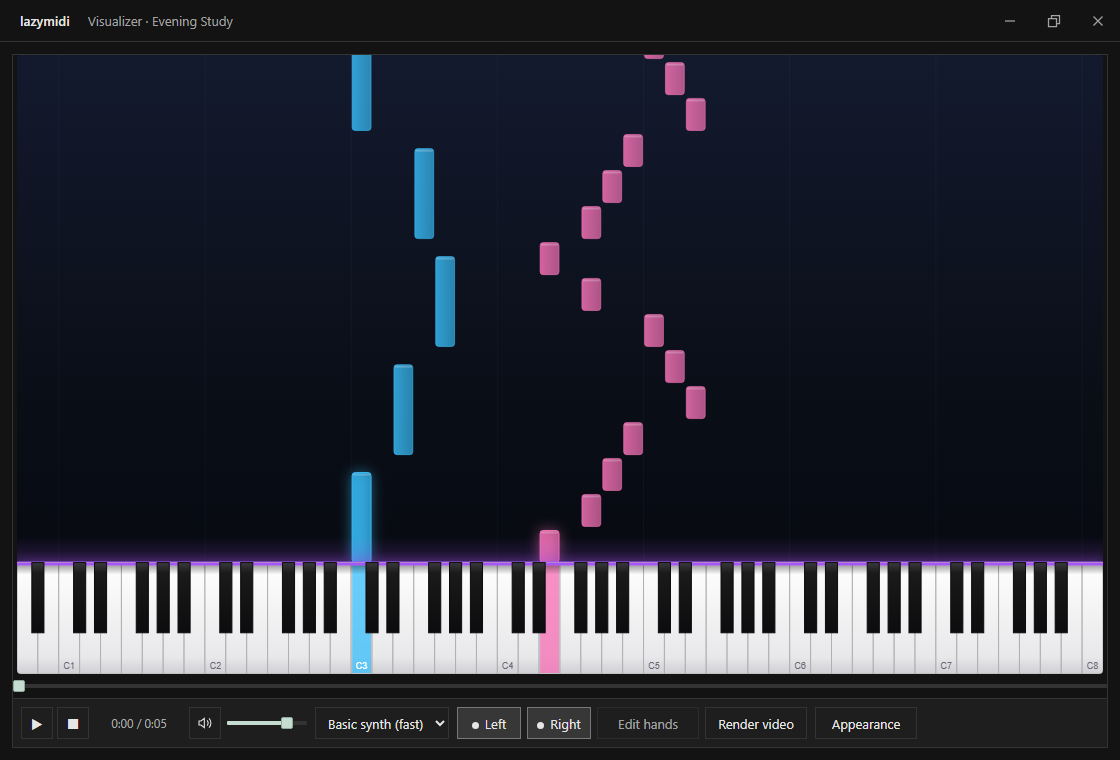 lazymidi Visualizer · Evening Study
C1 C2 C3 C4 C5 C6 C7 C8
0:00 / 0:05 Basic synth (fast) Left Right Edit hands Render video Appearance